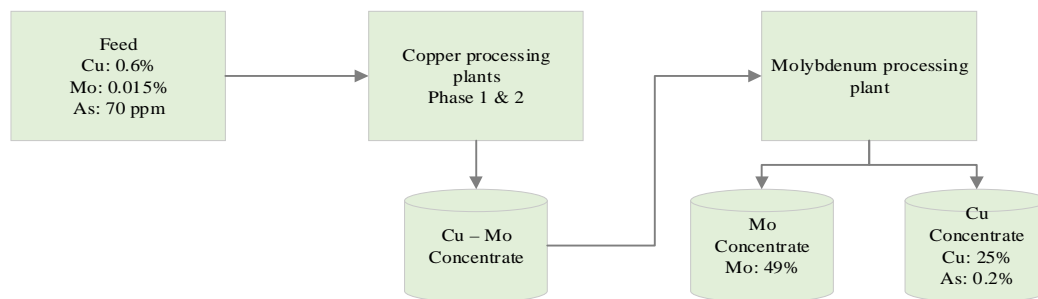 Feed
Cu: 0.6%
Mo: 0.015%
As: 70 ppm
Copper processing
plants
Phase 1 & 2
Molybdenum processing
plant
Cu – Mo
Concentrate
Mo
Concentrate
Mo: 49%
Cu
Concentrate
Cu: 25%
As: 0.2%